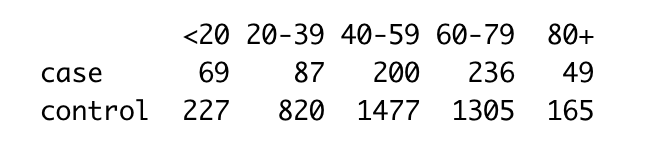 <20 20-39 40-59 60-79 80+
case 69 87 200 236 49
control 227 820 1477 1305 165